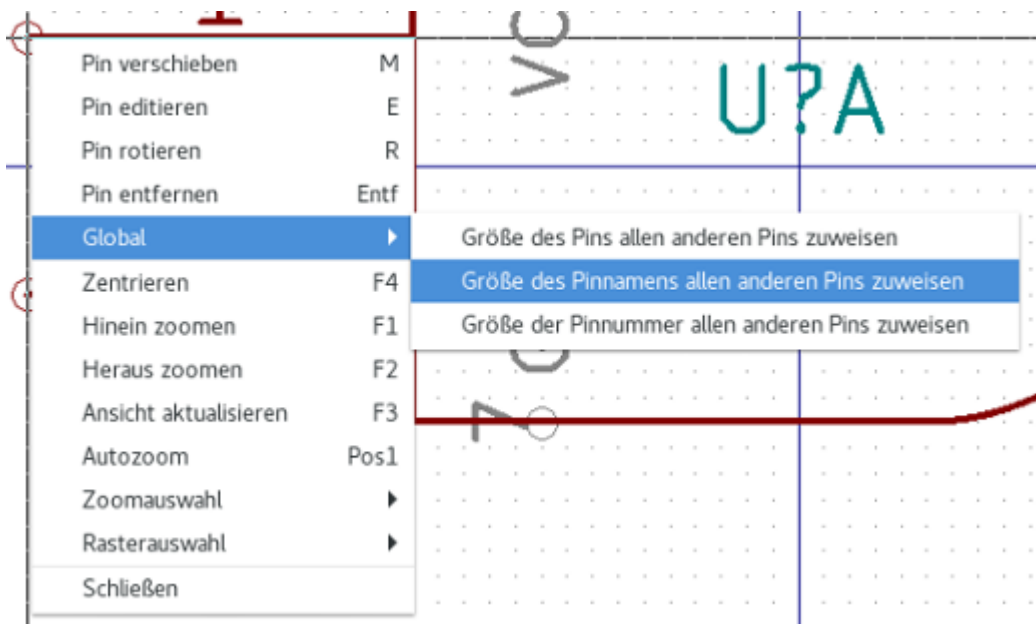 VC
U?A
Pin verschieben M
Pin editieren E
Pin rotieren R
Pin entfernen Entf
Global
Größe des Pins allen anderen Pins zuweisen
Größe des Pinnamens allen anderen Pins zuweisen
Größe der Pinnummer allen anderen Pins zuweisen
Zentrieren F4
Hinein zoomen F1
Heraus zoomen F2
Ansicht aktualisieren F3
Autozoom Pos1
Zoomauswahl
Rasterauswahl
Schließen
7